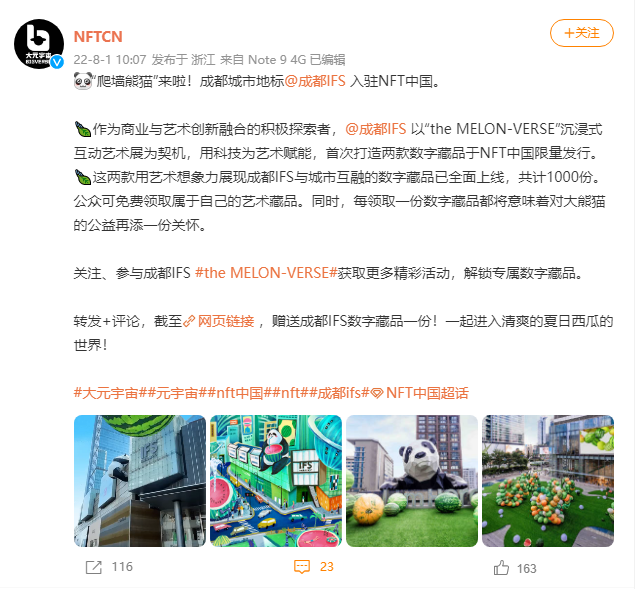 大元宇宙
BIGVERSE
NFTCN
+关注
22-8-1 10:07 发布于 浙江 来自 Note 9 4G 已编辑
“爬墙熊猫”来啦！成都城市地标@成都IFS 入驻NFT中国。
作为商业与艺术创新融合的积极探索者，@成都IFS 以“the MELON-VERSE”沉浸式
互动艺术展为契机，用科技为艺术赋能，首次打造两款数字藏品于NFT中国限量发行。
这两款用艺术想象力展现成都IFS与城市互融的数字藏品已全面上线，共计1000份。
公众可免费领取属于自己的艺术藏品。同时，每领取一份数字藏品都将意味着对大熊猫
的公益再添一份关怀。
关注、参与成都IFS #the MELON-VERSE#获取更多精彩活动，解锁专属数字藏品。
转发+评论，截至网页链接 ，赠送成都IFS数字藏品一份！一起进入清爽的夏日西瓜的
世界！
#大元宇宙##元宇宙##nft中国##nft##成都ifs#NFT中国超话
IFS
IFS
116
23
163